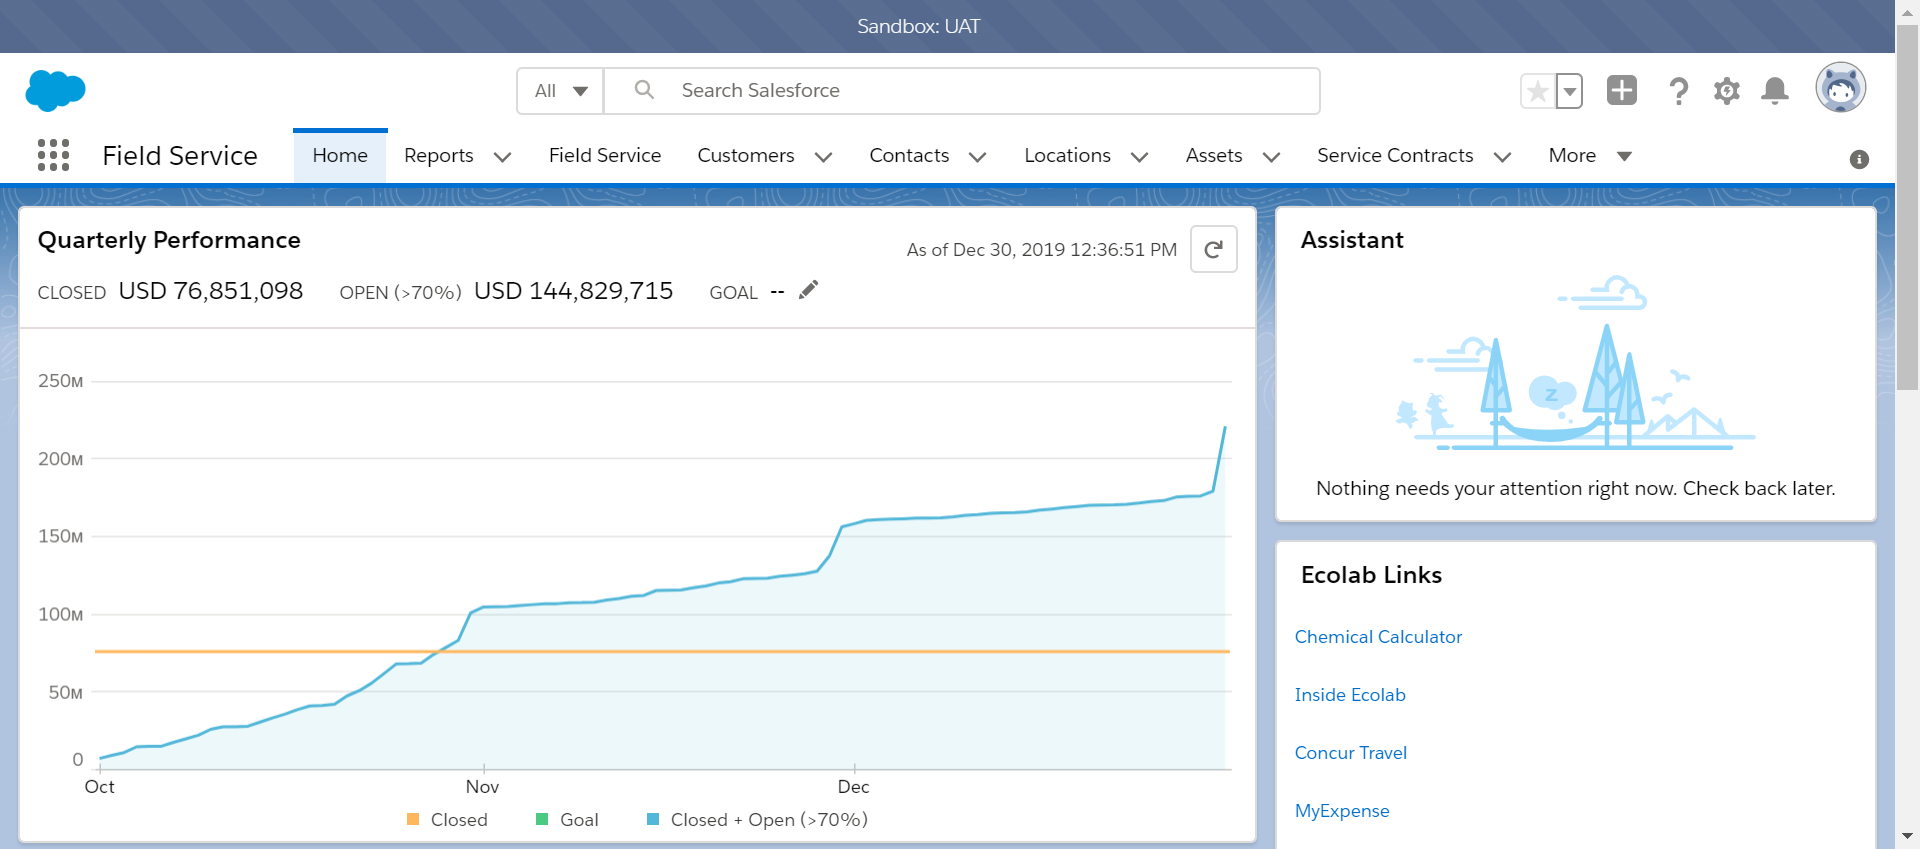 Sandbox: UAT
All
Search Salesforce
Field Service
Home
Reports
Field Service
Customers
Contacts
Locations
Assets
Service Contracts
More
Quarterly Performance
As of Dec 30, 2019 12:36:51 PM
CLOSED USD 76,851,098 OPEN (>70%) USD 144,829,715 GOAL --
250M
200M
150M
100M
50M
0
Oct Nov Dec
Closed Goal Closed + Open (>70%)
Assistant
z
Nothing needs your attention right now. Check back later.
Ecolab Links
Chemical Calculator
Inside Ecolab
Concur Travel
MyExpense